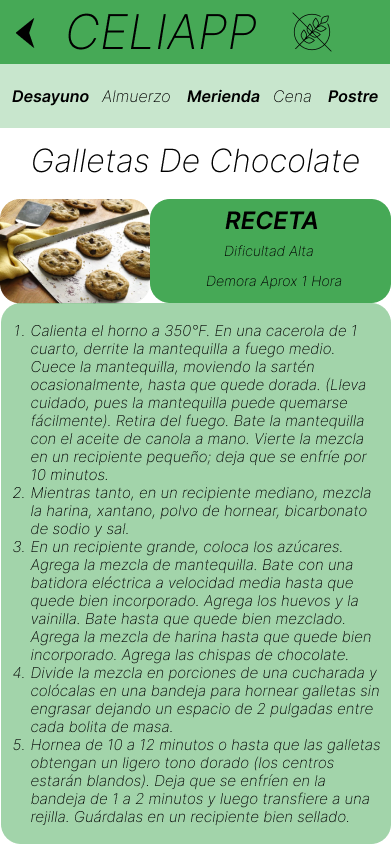 CELIAPP
Desayuno Almuerzo Merienda Cena Postre
Galletas De Chocolate
RECETA
Dificultad Alta
Demora Aprox 1 Hora
1. Calienta el horno a 350°F. En una cacerola de 1
cuarto, derrite la mantequilla a fuego medio.
Cuece la mantequilla, moviendo la sartén
ocasionalmente, hasta que quede dorada. (Lleva
cuidado, pues la mantequilla puede quemarse
fácilmente). Retira del fuego. Bate la mantequilla
con el aceite de canola a mano. Vierte la mezcla
en un recipiente pequeño; deja que se enfríe por
10 minutos.
2. Mientras tanto, en un recipiente mediano, mezcla
la harina, xantano, polvo de hornear, bicarbonato
de sodio y sal.
3. En un recipiente grande, coloca los azúcares.
Agrega la mezcla de mantequilla. Bate con una
batidora eléctrica a velocidad media hasta que
quede bien incorporado. Agrega los huevos y la
vainilla. Bate hasta que quede bien mezclado.
Agrega la mezcla de harina hasta que quede bien
incorporado. Agrega las chispas de chocolate.
4. Divide la mezcla en porciones de una cucharada y
colócalas en una bandeja para hornear galletas sin
engrasar dejando un espacio de 2 pulgadas entre
cada bolita de masa.
5. Hornea de 10 a 12 minutos o hasta que las galletas
obtengan un ligero tono dorado (los centros
estarán blandos). Deja que se enfríen en la
bandeja de 1 a 2 minutos y luego transfiere a una
rejilla. Guárdalas en un recipiente bien sellado.